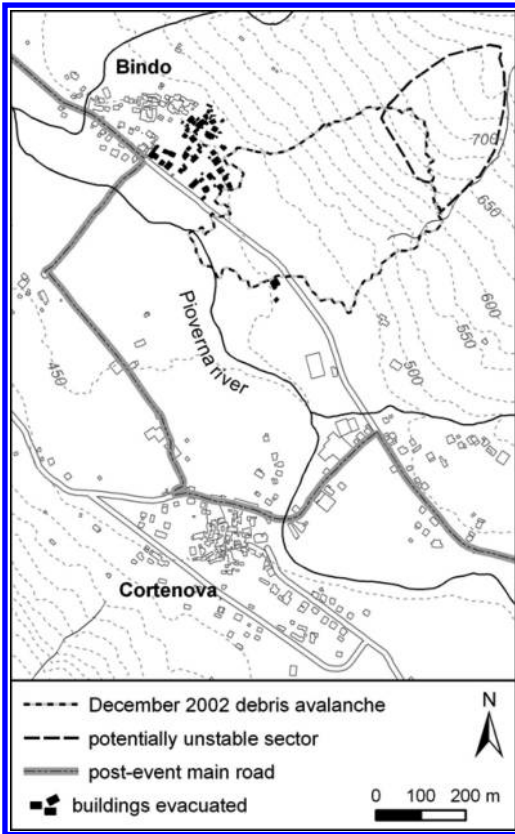 Bindo
700
650
600
550
500
Pioverna river
450
Cortenova
December 2002 debris avalanche
potentially unstable sector
post-event main road
buildings evacuated
N
0 100 200 m